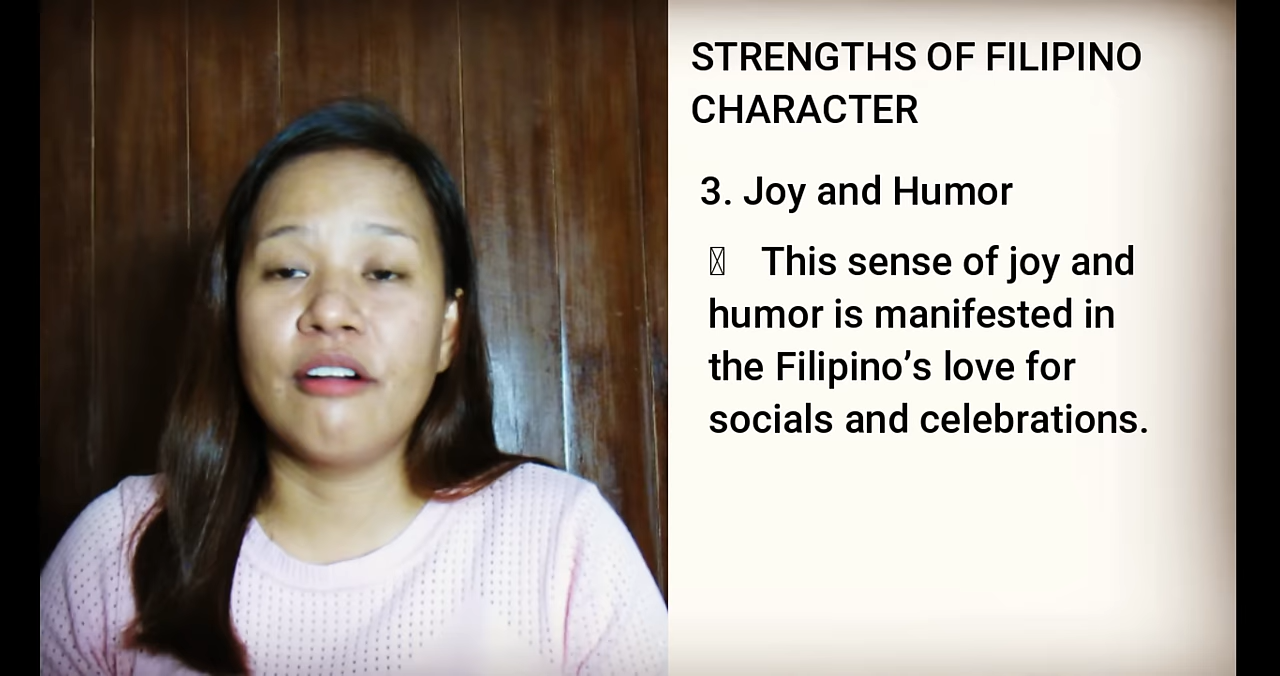 STRENGTHS OF FILIPINO
CHARACTER
3. Joy and Humor
This sense of joy and
humor is manifested in
the Filipino’s love for
socials and celebrations.